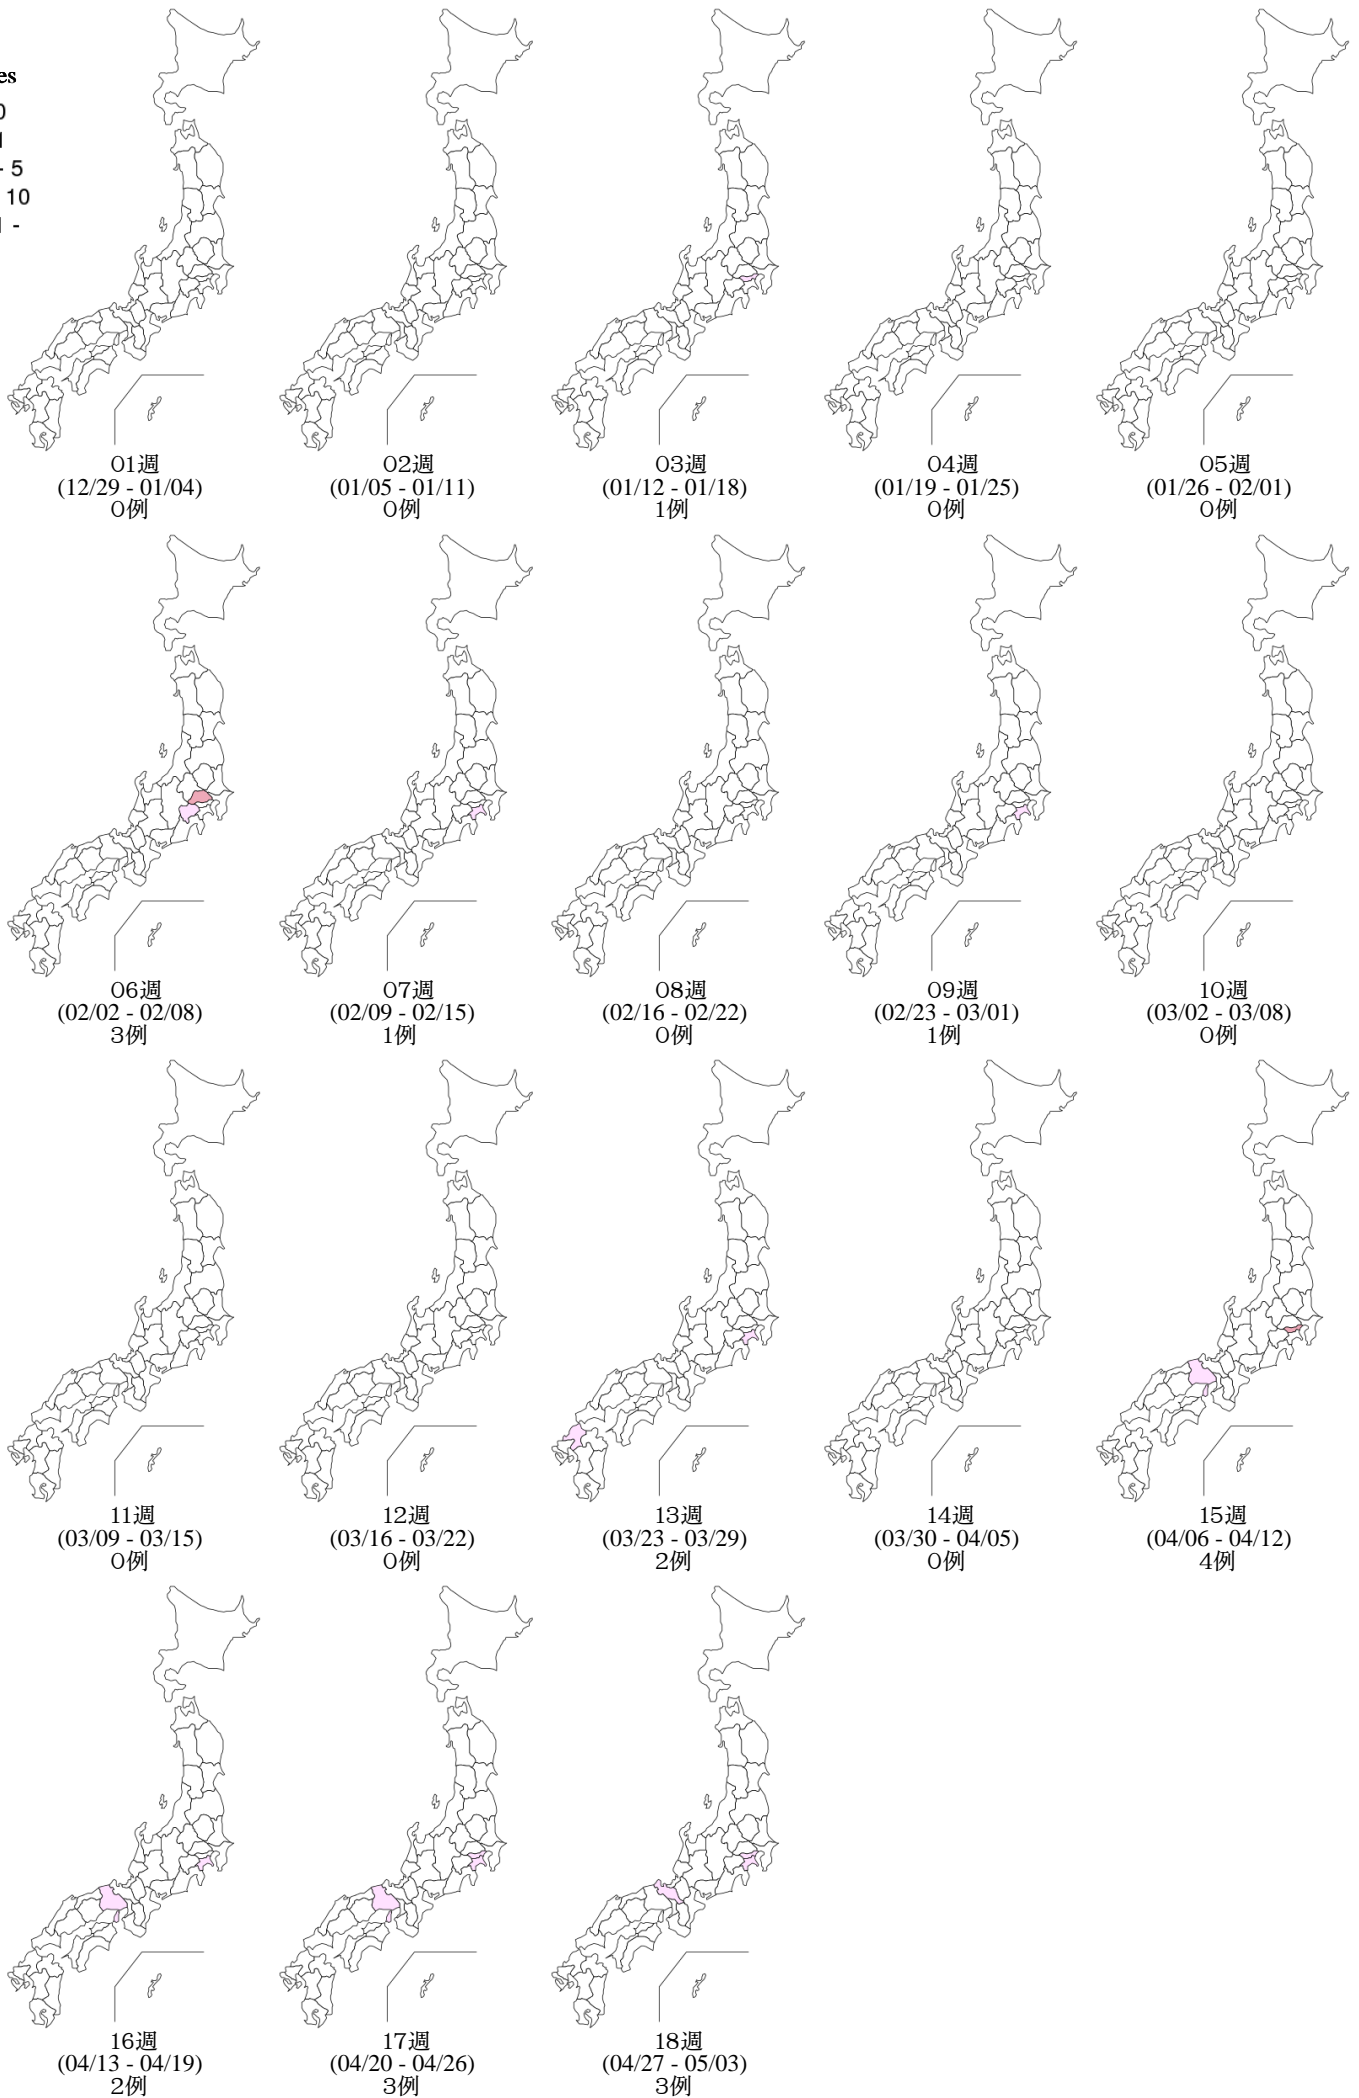 es
0
1
- 5
10
1 -
01週
(12/29 - 01/04)
0例
02週
(01/05 - 01/11)
0例
03週
(01/12 - 01/18)
1例
04週
(01/19 - 01/25)
0例
05週
(01/26 - 02/01)
0例
06週
(02/02 - 02/08)
3例
07週
(02/09 - 02/15)
1例
08週
(02/16 - 02/22)
0例
09週
(02/23 - 03/01)
1例
10週
(03/02 - 03/08)
0例
11週
(03/09 - 03/15)
0例
12週
(03/16 - 03/22)
0例
13週
(03/23 - 03/29)
2例
14週
(03/30 - 04/05)
0例
15週
(04/06 - 04/12)
4例
16週
(04/13 - 04/19)
2例
17週
(04/20 - 04/26)
3例
18週
(04/27 - 05/03)
3例